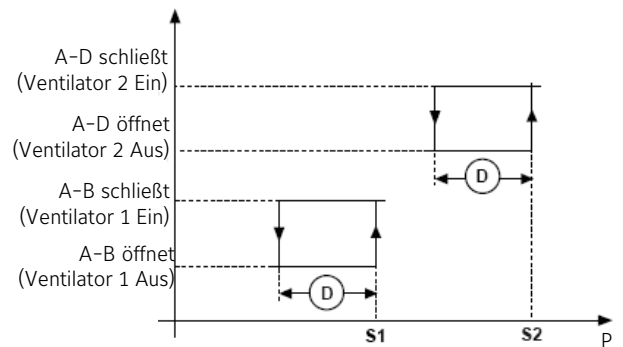 A-D schließt
(Ventilator 2 Ein)
A-D öffnet
(Ventilator 2 Aus)
D
A-B schließt
(Ventilator 1 Ein)
A-B öffnet
(Ventilator 1 Aus)
D
S1
S2
P